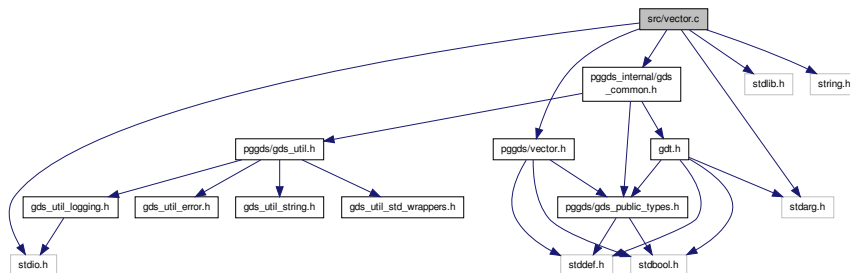 src/vector.c
pggds_internal/gds
_common.h
stdlib.h
string.h
pggds/gds_util.h
pggds/vector.h
gdt.h
gds_util_logging.h
gds_util_error.h
gds_util_string.h
gds_util_std_wrappers.h
pggds/gds_public_types.h
stdarg.h
stdio.h
stddef.h
stdbool.h